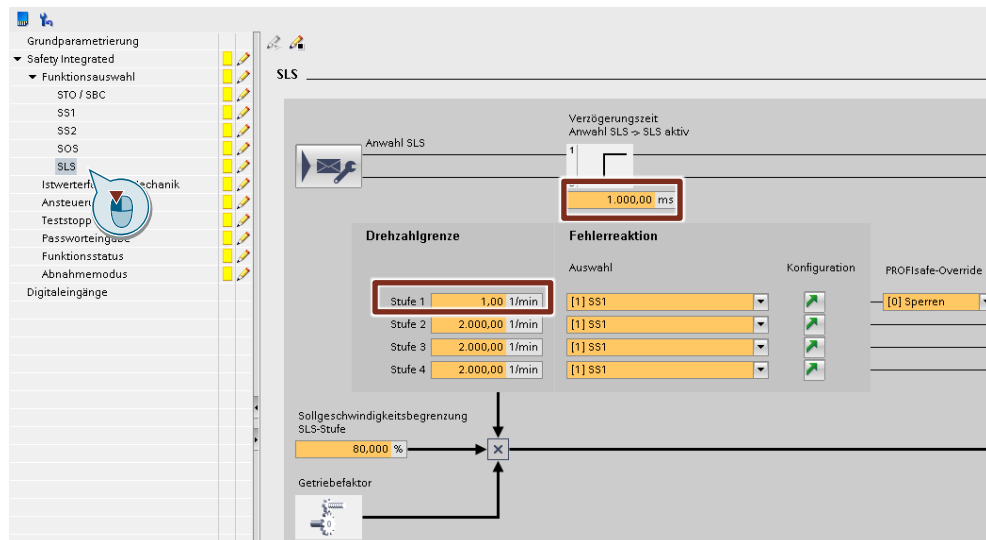 Grundparametrierung
Safety Integrated
Funktionsauswahl
STO / SBC
SS1
SS2
SOS
SLS
Istwerterf echanik
Ansteueru
Teststopp
Passworteingabe
Funktionsstatus
Abnahmemodus
Digitaleingänge
SLS
Anwahl SLS
Verzögerungszeit
Anwahl SLS -> SLS aktiv
1
1.000,00 ms
Drehzahlgrenze
Fehlerreaktion
Auswahl
Konfiguration
PROFIsafe-Override
Stufe 1 1,00 1/min [1] SS1 [0] Sperren
Stufe 2 2.000,00 1/min [1] SS1
Stufe 3 2.000,00 1/min [1] SS1
Stufe 4 2.000,00 1/min [1] SS1
Sollgeschwindigkeitsbegrenzung
SLS-Stufe
80,000 %
Getriebefaktor